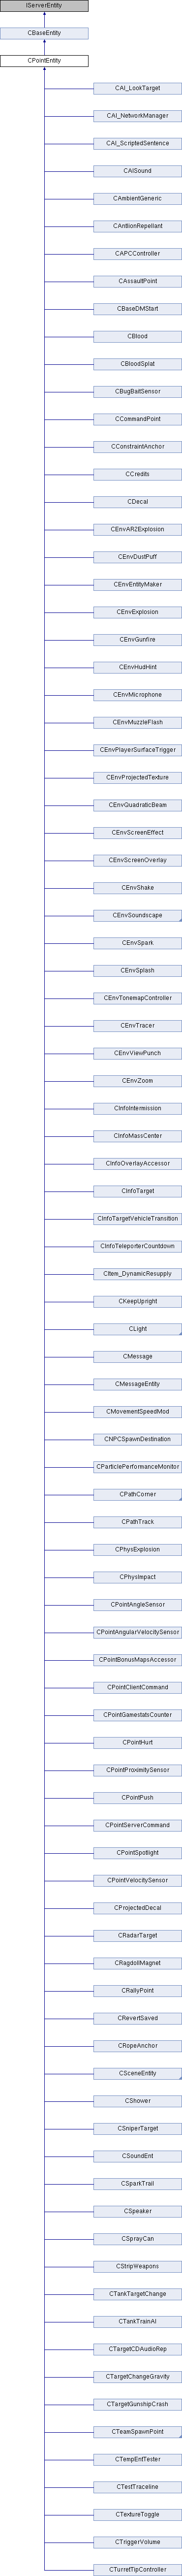 IServerEntity
CBaseEntity
CPointEntity
CAI_LookTarget
CAI_NetworkManager
CAI_ScriptedSentence
CAISound
CAmbientGeneric
CAntlionRepellant
CAPCController
CAssaultPoint
CBaseDMStart
CBlood
CBloodSplat
CBugBaitSensor
CCommandPoint
CConstraintAnchor
CCredits
CDecal
CEnvAR2Explosion
CEnvDustPuff
CEnvEntityMaker
CEnvExplosion
CEnvGunfire
CEnvHudHint
CEnvMicrophone
CEnvMuzzleFlash
CEnvPlayerSurfaceTrigger
CEnvProjectedTexture
CEnvQuadraticBeam
CEnvScreenEffect
CEnvScreenOverlay
CEnvShake
CEnvSoundscape
CEnvSpark
CEnvSplash
CEnvTonemapController
CEnvTracer
CEnvViewPunch
CEnvZoom
CInfoIntermission
CInfoMassCenter
CInfoOverlayAccessor
CInfoTarget
CInfoTargetVehicleTransition
CInfoTeleporterCountdown
CItem_DynamicResupply
CKeepUpright
CLight
CMessage
CMessageEntity
CMovementSpeedMod
CNPCSpawnDestination
CParticlePerformanceMonitor
CPathCorner
CPathTrack
CPhysExplosion
CPhysImpact
CPointAngleSensor
CPointAngularVelocitySensor
CPointBonusMapsAccessor
CPointClientCommand
CPointGamestatsCounter
CPointHurt
CPointProximitySensor
CPointPush
CPointServerCommand
CPointSpotlight
CPointVelocitySensor
CProjectedDecal
CRadarTarget
CRagdollMagnet
CRallyPoint
CRevertSaved
CRopeAnchor
CSceneEntity
CShower
CSniperTarget
CSoundEnt
CSparkTrail
CSpeaker
CSprayCan
CStripWeapons
CTankTargetChange
CTankTrainAI
CTargetCDAudioRep
CTargetChangeGravity
CTargetGunshipCrash
CTeamSpawnPoint
CTempEntTester
CTestTraceline
CTextureToggle
CTriggerVolume
CTurretTipController